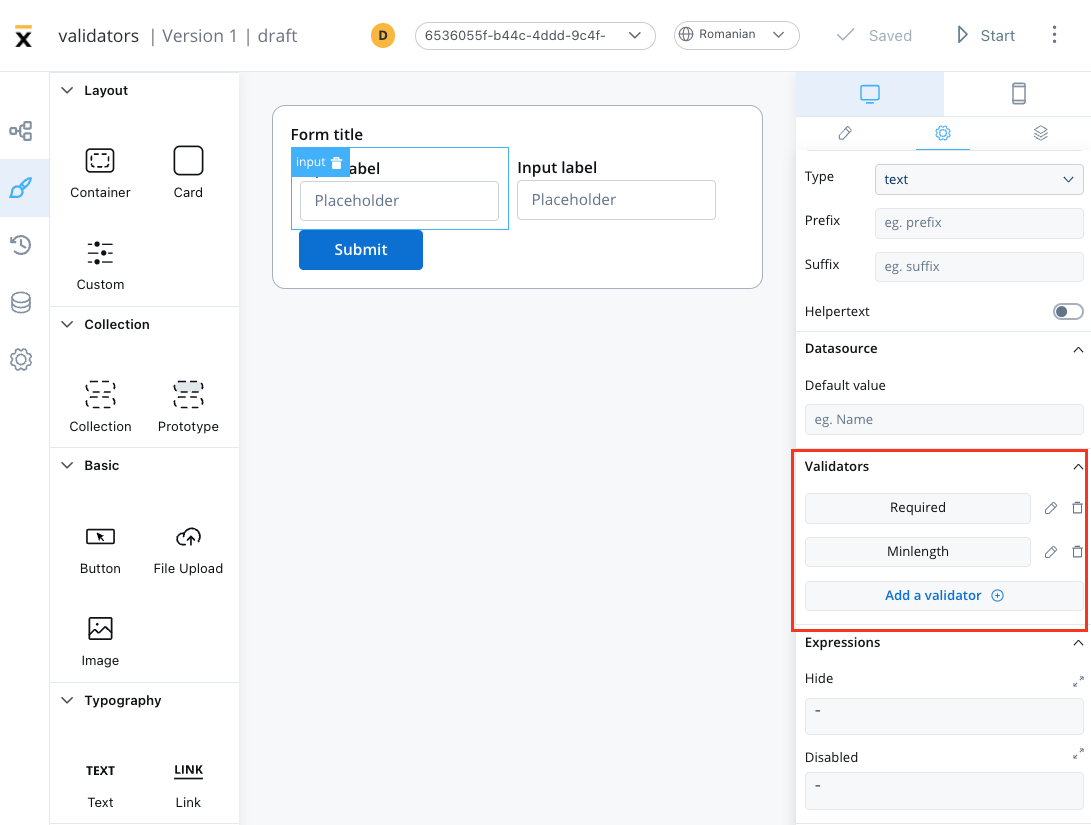 validators | Version 1 | draft
D
6536055f-b44c-4ddd-9c4f-
Romanian
Saved
Start
Layout
Container
Card
Custom
Collection
Collection
Prototype
Basic
Button
File Upload
Image
Typography
TEXT
LINK
Text
Link
Form title
input
abel
Placeholder
Input label
Placeholder
Submit
Type
text
Prefix
eg. prefix
Suffix
eg. suffix
Helpertext
Datasource
Default value
eg. Name
Validators
Required
Minlength
Add a validator
Expressions
Hide
-
Disabled
-